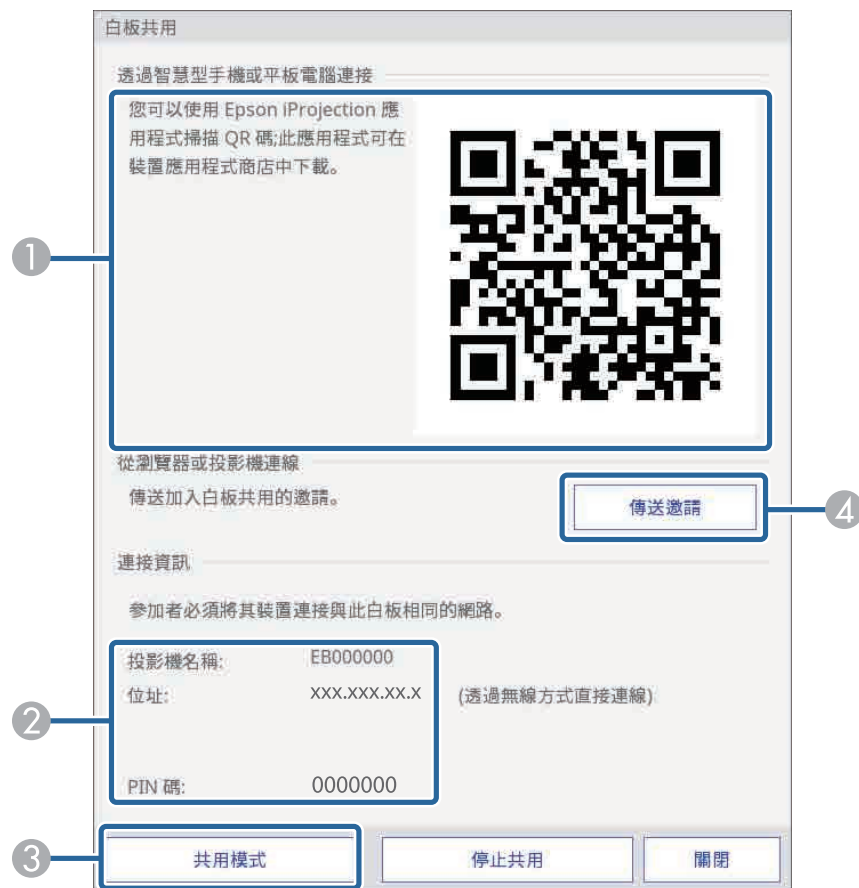 白板共用
透過智慧型手機或平板電腦連接
您可以使用 Epson iProjection 應
用程式掃描 QR 碼;此應用程式可在
裝置應用程式商店中下載。
1
從瀏覽器或投影機連線
傳送加入白板共用的邀請。
傳送邀請
4
連接資訊
參加者必須將其裝置連接與此白板相同的網路。
投影機名稱: EB000000
位址: xxx.xxx.xx.x (透過無線方式直接連線)
2
PIN 碼: 0000000
3
共用模式 停止共用 關閉